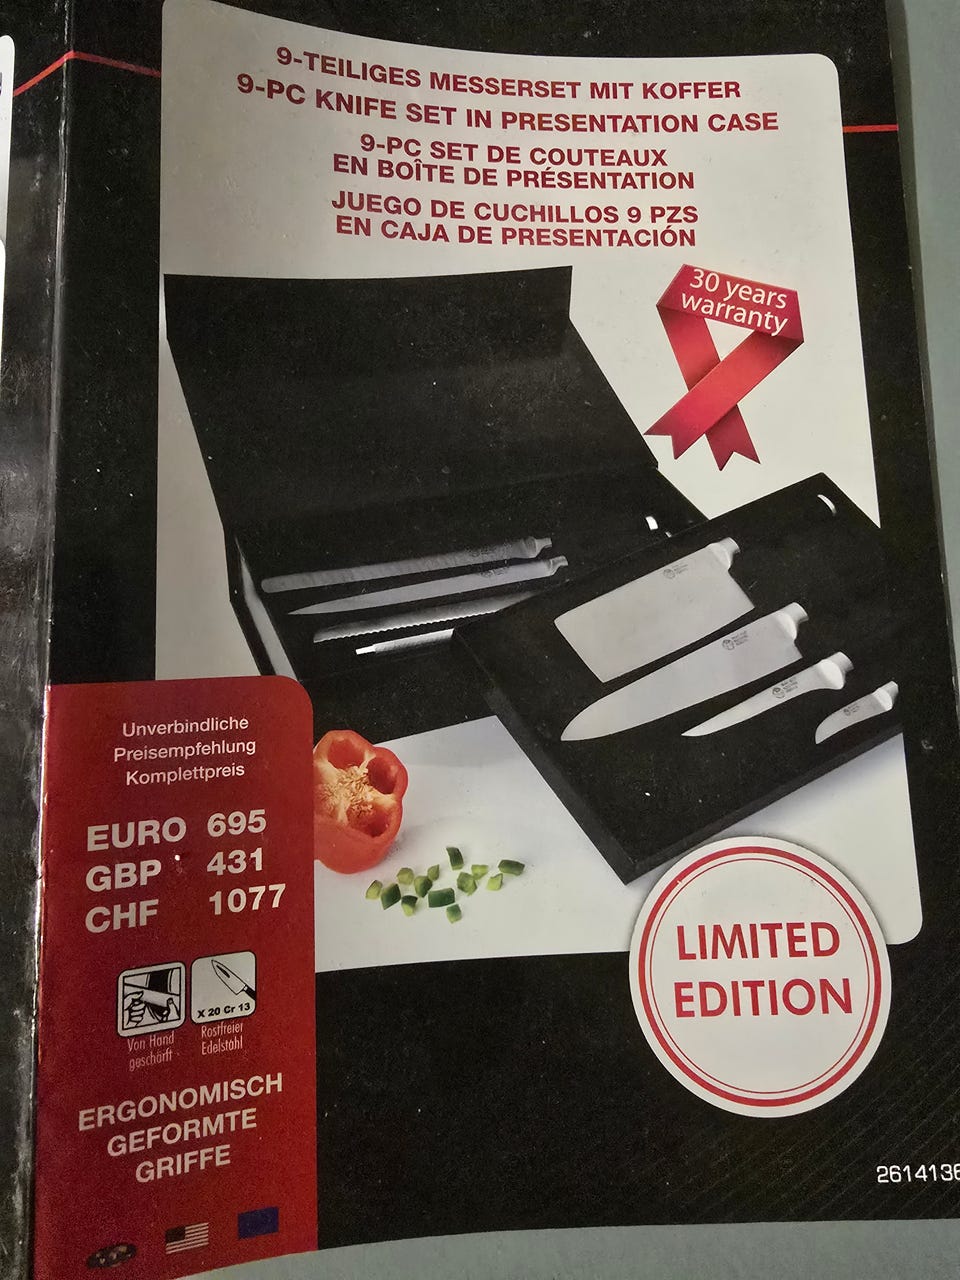 9-TEILIGES MESSERSET MIT KOFFER
9-PC KNIFE SET IN PRESENTATION CASE
9-PC SET DE COUTEAUX
EN BOÎTE DE PRÉSENTATION
JUEGO DE CUCHILLOS 9 PZS
EN CAJA DE PRESENTACIÓN
30 years
warranty
Unverbindliche
Preisempfehlung
Komplettpreis
EURO 695
GBP 431
CHF 1077
X 20 Cr 13
Von Hand
geschärft
Rostfreier
Edelstahl
ERGONOMISCH
GEFORMTE
GRIFFE
LIMITED
EDITION
2614136